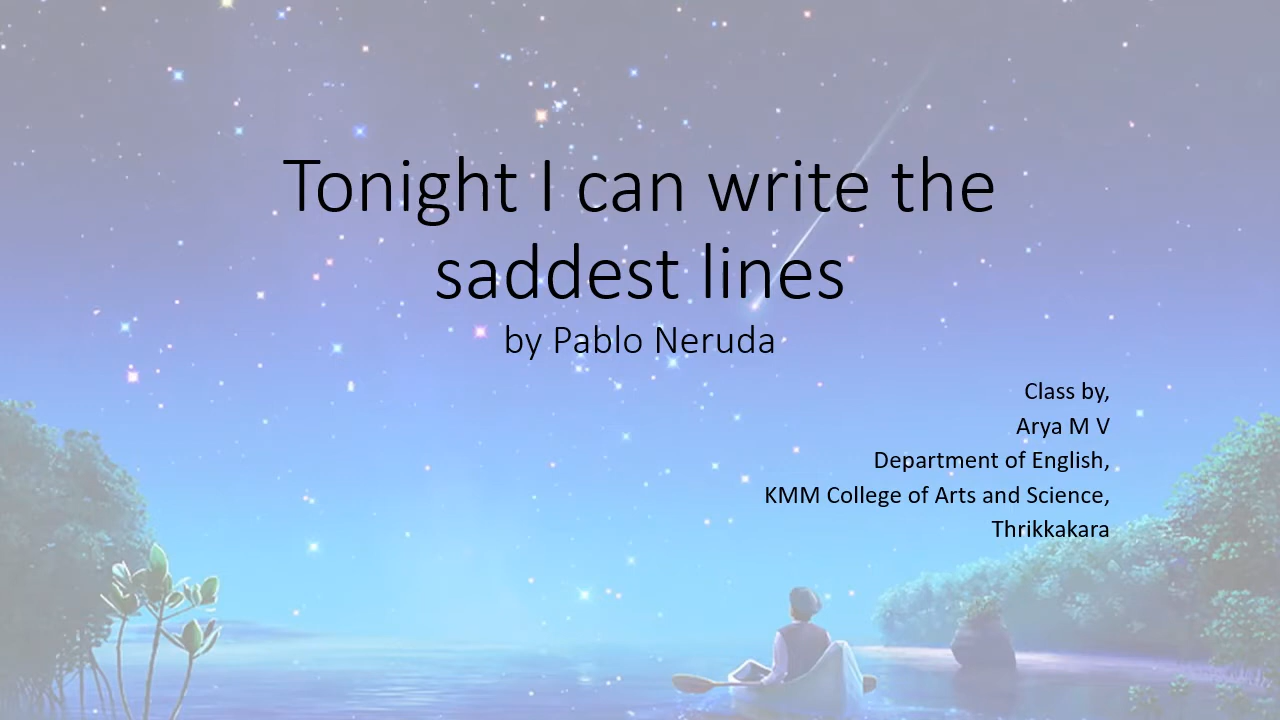 Tonight I can write the
saddest lines
by Pablo Neruda
Class by,
Arya M V
Department of English,
KMM College of Arts and Science,
Thrikkakara